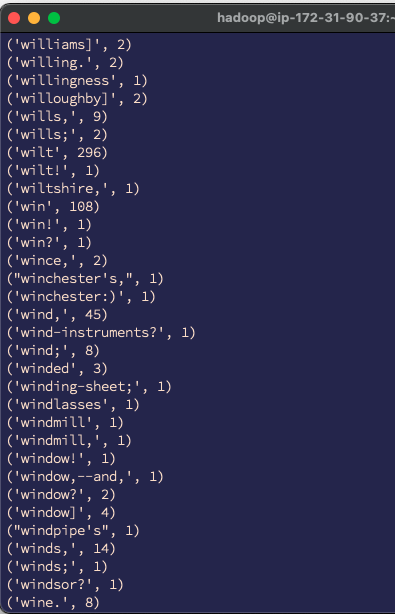 hadoop@ip-172-31-90-37:~
('williams]', 2)
('willing.', 2)
('willingness', 1)
('willoughby]', 2)
('wills,', 9)
('wills;', 2)
('wilt', 296)
('wilt!', 1)
('wiltshire,', 1)
('win', 108)
('win!', 1)
('win?', 1)
('wince,', 2)
("winchester's,", 1)
('winchester:)', 1)
('wind,', 45)
('wind-instruments?', 1)
('wind;', 8)
('winded', 3)
('winding-sheet;', 1)
('windlasses', 1)
('windmill', 1)
('windmill,', 1)
('window!', 1)
('window,--and,', 1)
('window?', 2)
('window]', 4)
("windpipe's", 1)
('winds,', 14)
('winds;', 1)
('windsor?', 1)
('wine.', 8)